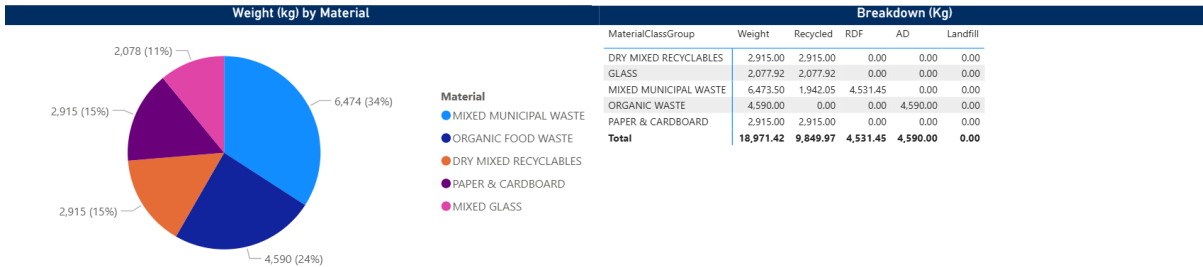 Weight (kg) by Material
2,078 (11%)
6,474 (34%)
2,915 (15%)
2,915 (15%)
4,590 (24%)
Material
MIXED MUNICIPAL WASTE
ORGANIC FOOD WASTE
DRY MIXED RECYCLABLES
PAPER & CARDBOARD
MIXED GLASS
Breakdown (Kg)
MaterialClassGroup Weight Recycled RDF AD Landfill
DRY MIXED RECYCLABLES 2,915.00 2,915.00 0.00 0.00 0.00
GLASS 2,077.92 2,077.92 0.00 0.00 0.00
MIXED MUNICIPAL WASTE 6,473.50 1,942.05 4,531.45 0.00 0.00
ORGANIC WASTE 4,590.00 0.00 0.00 4,590.00 0.00
PAPER & CARDBOARD 2,915.00 2,915.00 0.00 0.00 0.00
Total 18,971.42 9,849.97 4,531.45 4,590.00 0.00